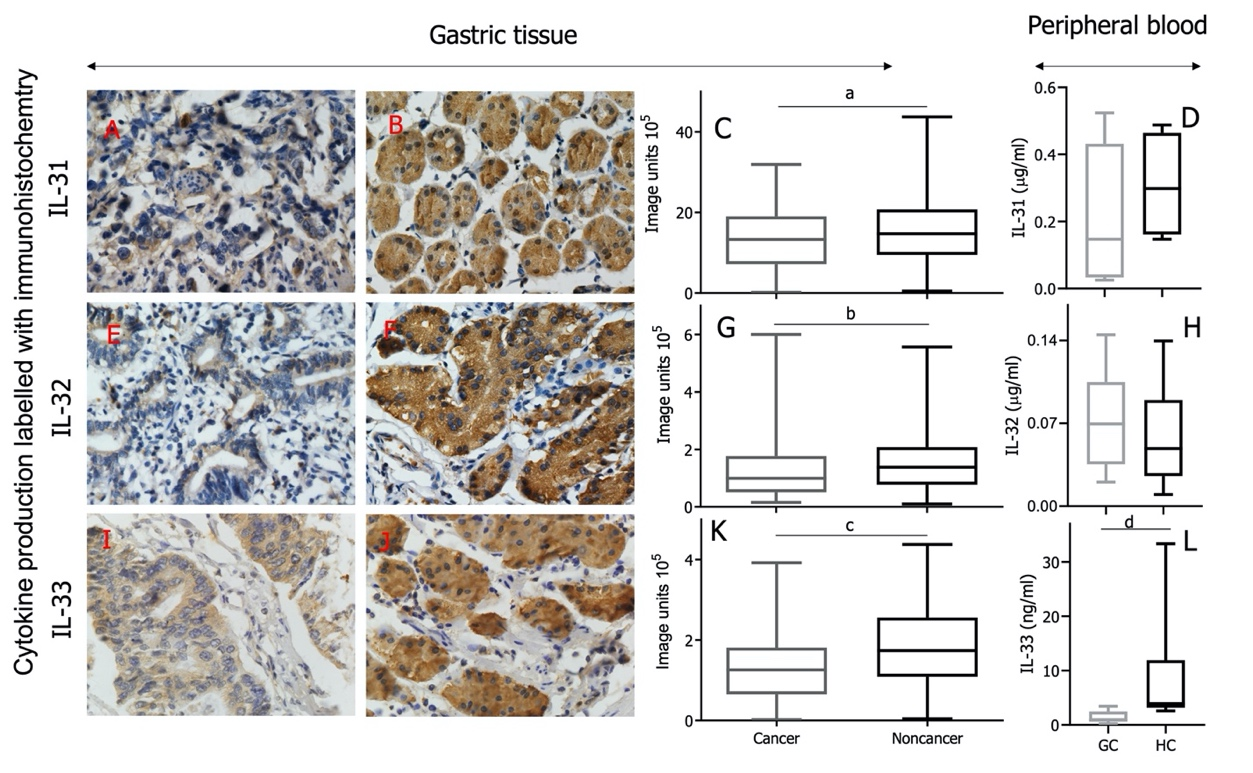 Gastric tissue
Peripheral blood
Cytokine production labelled with immunohistochemtry
IL-31
A
B
C
a
Image units 10⁵
40
20
0
D
IL-31 (µg/ml)
0.6
0.4
0.2
0.0
IL-32
E
F
G
b
Image units 10⁵
6
4
2
0
H
IL-32 (µg/ml)
0.14
0.07
0.00
IL-33
I
J
K
c
Image units 10⁵
4
2
0
Cancer
Noncancer
d
L
IL-33 (ng/ml)
30
20
10
0
GC
HC